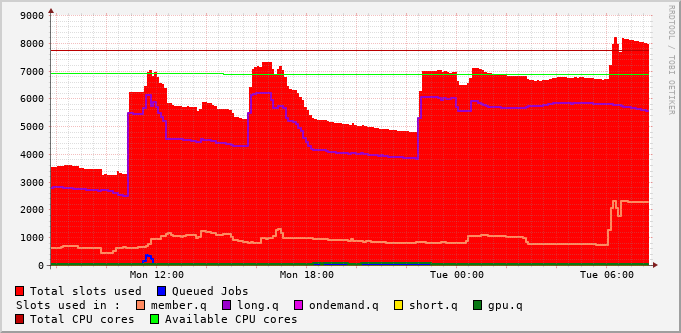 RRDTOOL / TOBI OETIKER
9000
8000
7000
6000
5000
4000
3000
2000
1000
0
Mon 12:00 Mon 18:00 Tue 00:00 Tue 06:00
Total slots used Queued Jobs
Slots used in : member.q long.q ondemand.q short.q gpu.q
Total CPU cores Available CPU cores